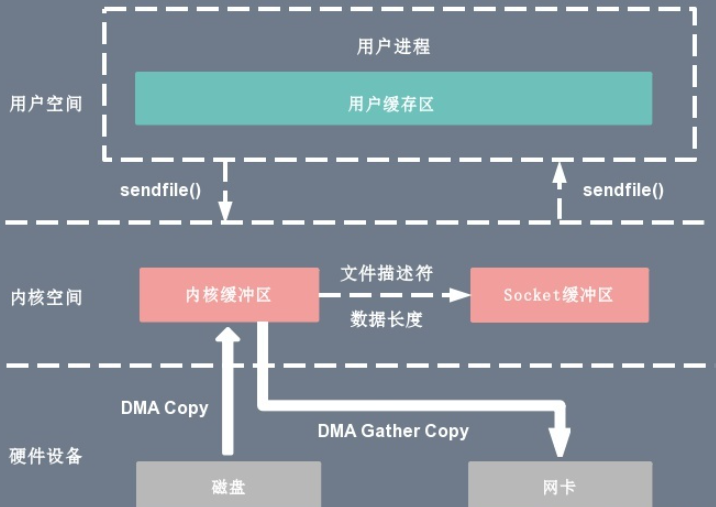 用户进程
用户空间
用户缓存区
sendfile()
sendfile()
内核空间
内核缓冲区
文件描述符
数据长度
Socket缓冲区
DMA Copy
DMA Gather Copy
硬件设备
磁盘
网卡